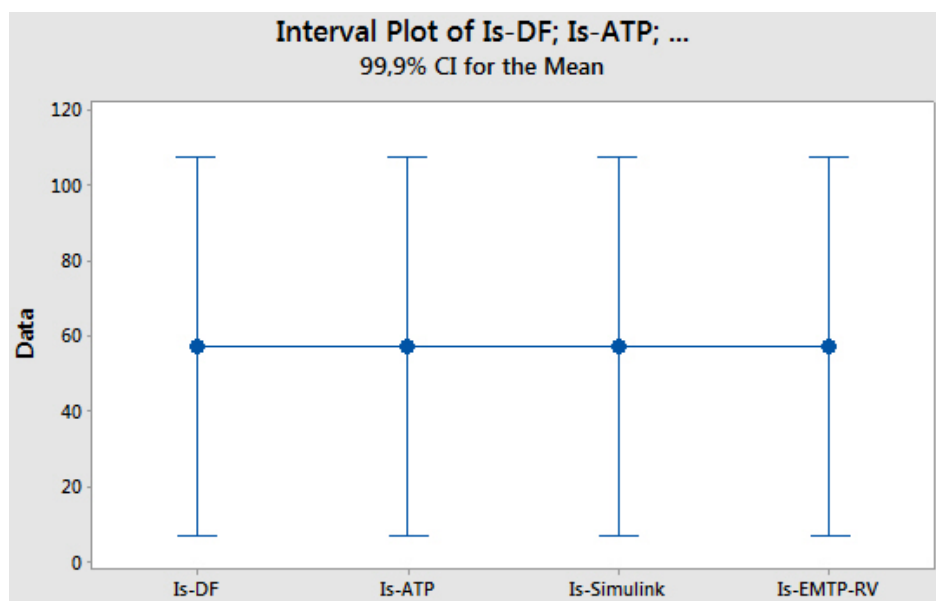 Interval Plot of Is-DF; Is-ATP; ...
99,9% CI for the Mean
120
100
80
60
40
20
0
Data
Is-DF Is-ATP Is-Simulink Is-EMTP-RV